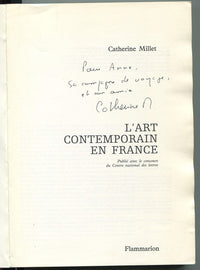 Catherine Millet
Pour Anne,
compagne de voyage,
et son amie
Catherine M
L'ART
CONTEMPORAIN
EN FRANCE
Publié avec le concours
du Centre national des lettres
Flammarion